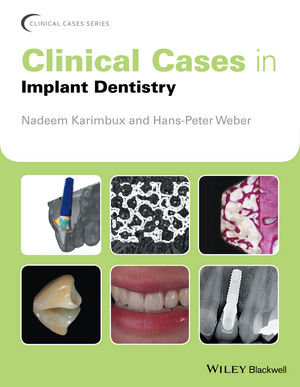 CLINICAL CASES SERIES
Clinical Cases in
Implant Dentistry
Nadeem Karimbux and Hans-Peter Weber
WILEY Blackwell